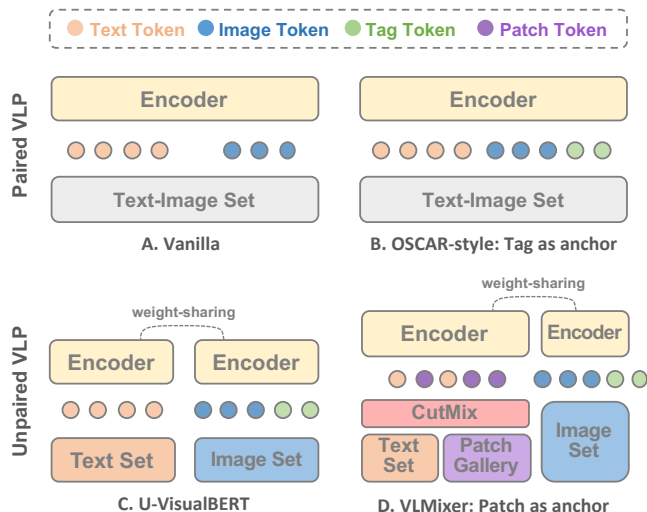 Text Token Image Token Tag Token Patch Token
Paired VLP
Encoder
Text-Image Set
A. Vanilla
Encoder
Text-Image Set
B. OSCAR-style: Tag as anchor
Unpaired VLP
weight-sharing
Encoder
Encoder
Text Set
Image Set
C. U-VisualBERT
weight-sharing
Encoder
Encoder
CutMix
Text
Set
Patch
Gallery
Image
Set
D. VLMixer: Patch as anchor